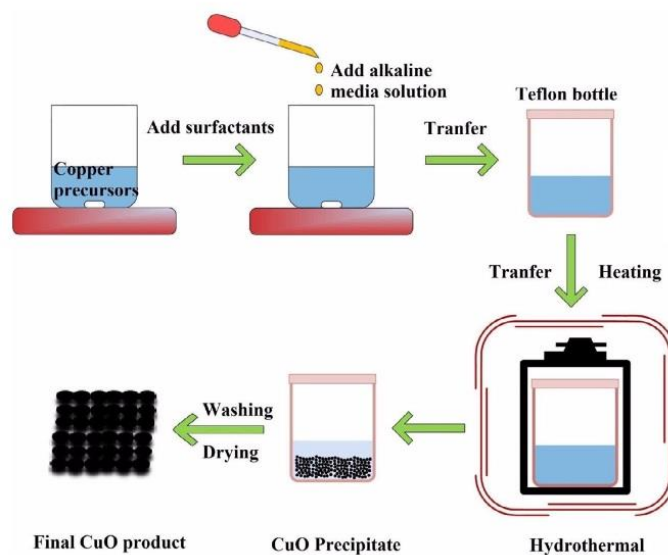 Add alkaline
media solution
Add surfactants
Tranfer
Teflon bottle
Copper
precursors
Tranfer
Heating
Washing
Drying
Final CuO product
CuO Precipitate
Hydrothermal